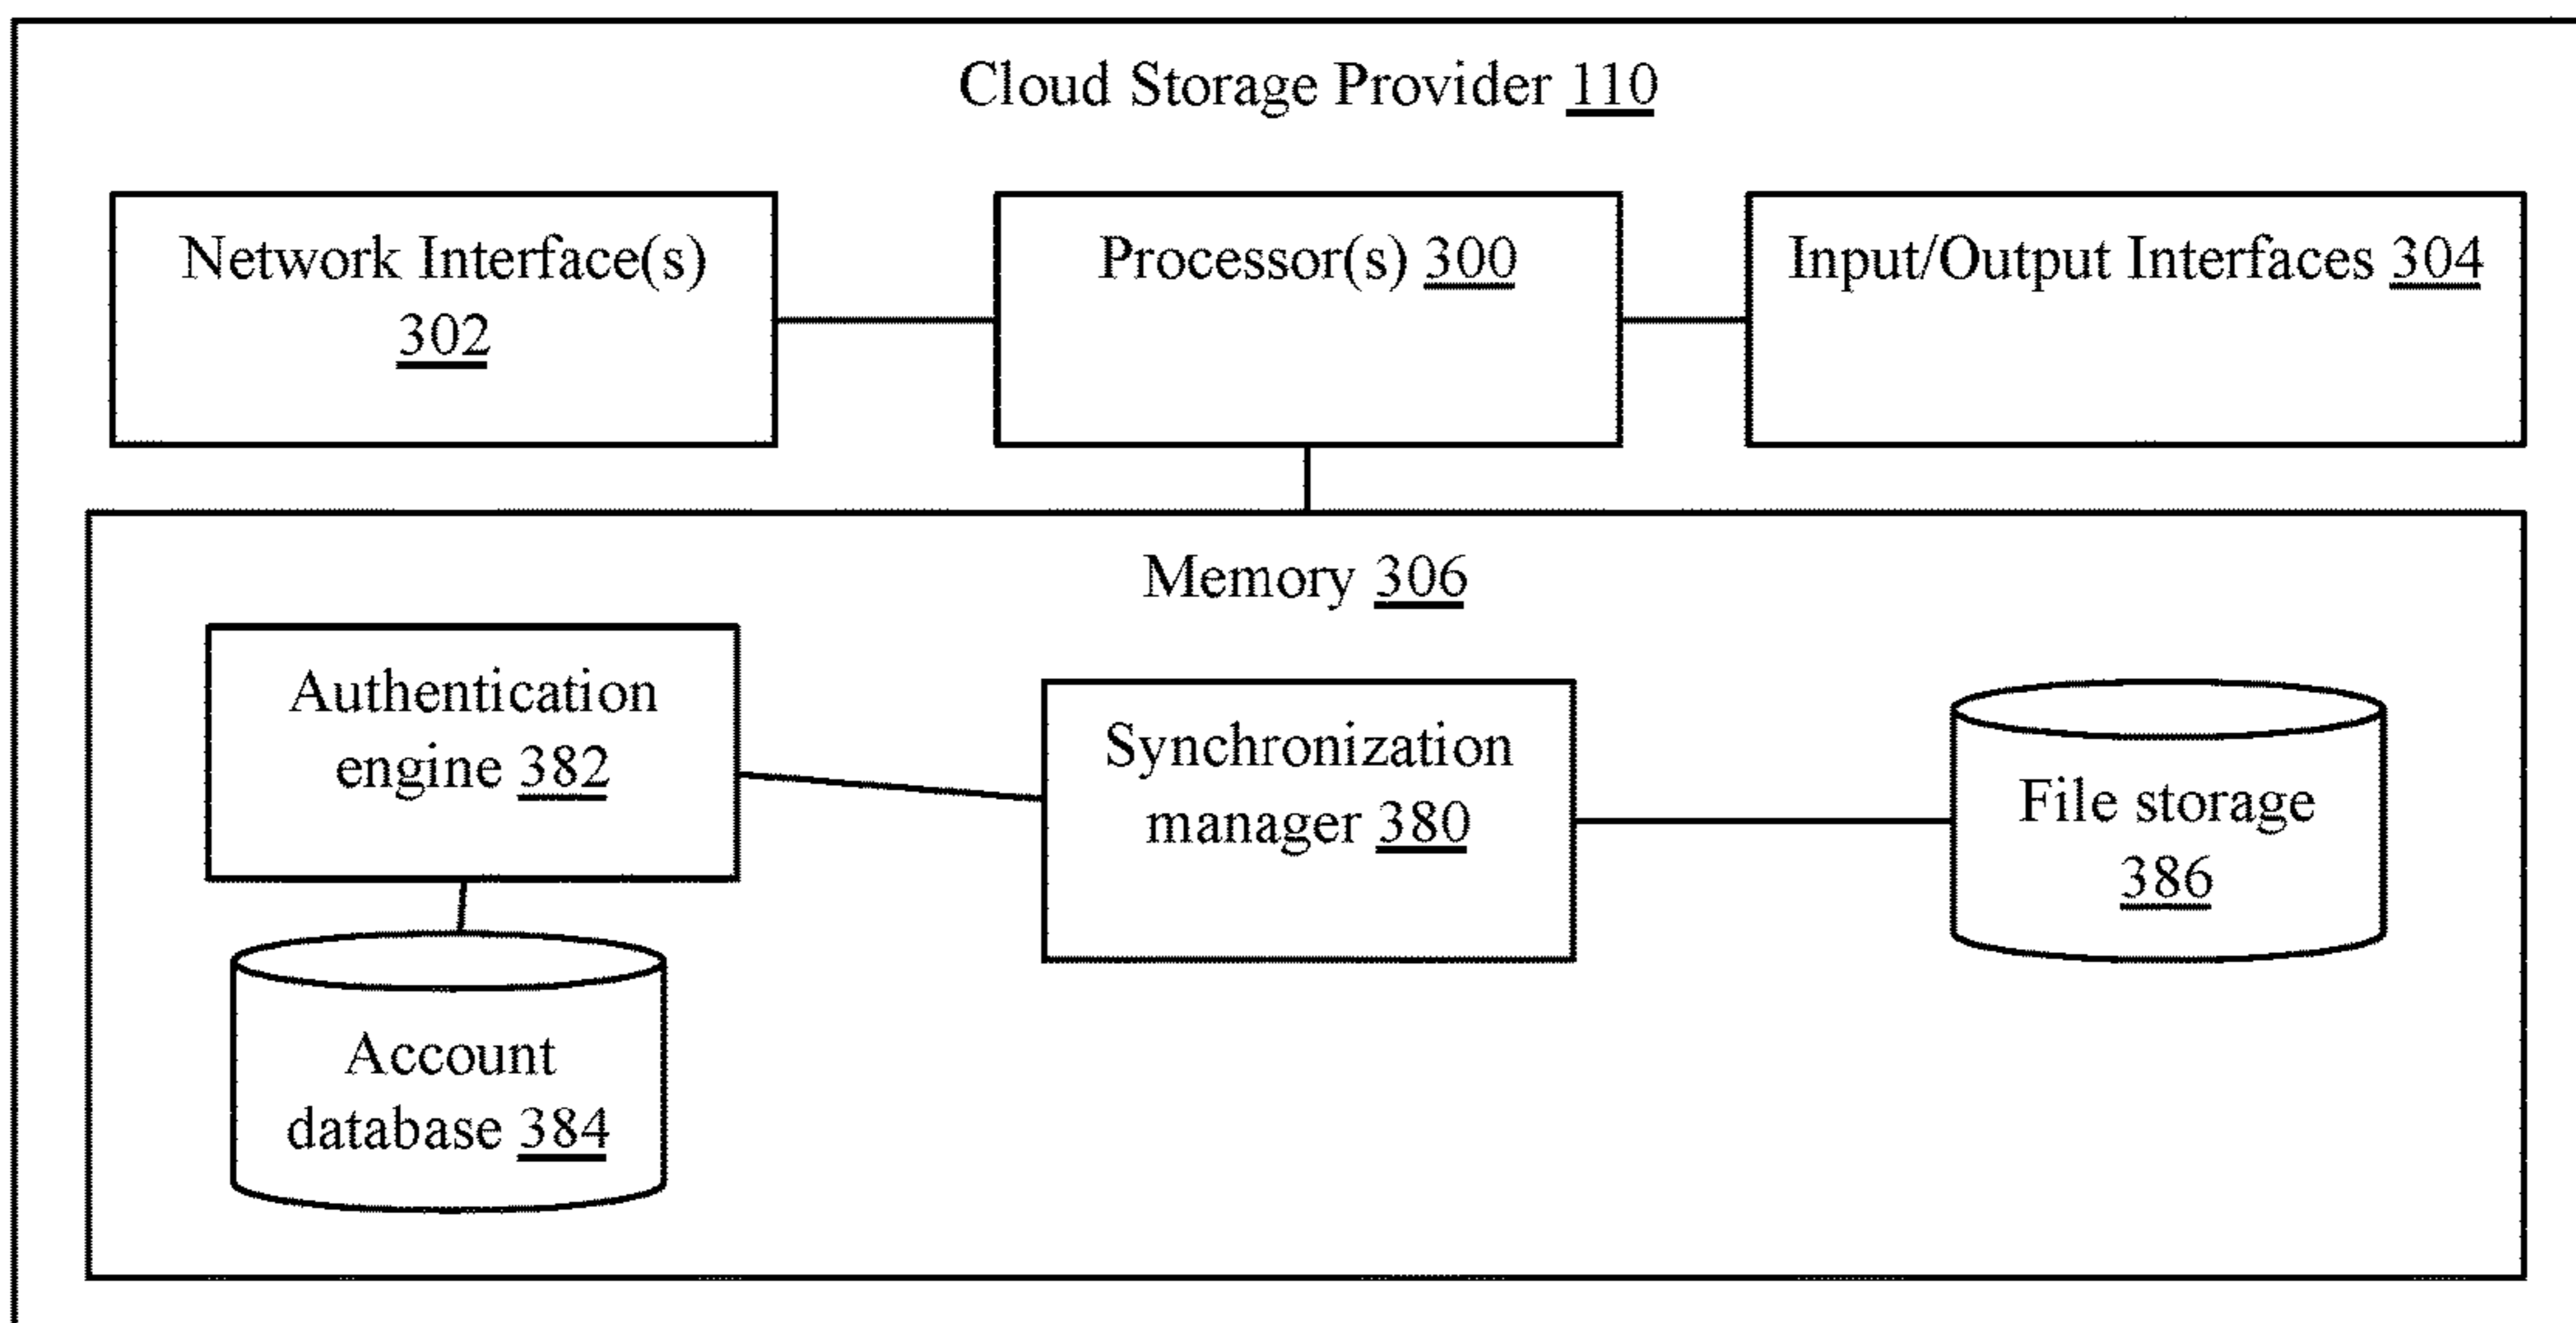 Cloud Storage Provider 110
Network Interface(s)
302
Processor(s) 300
Input/Output Interfaces 304
Memory 306
Authentication
engine 382
Synchronization
manager 380
File storage
386
Account
database 384